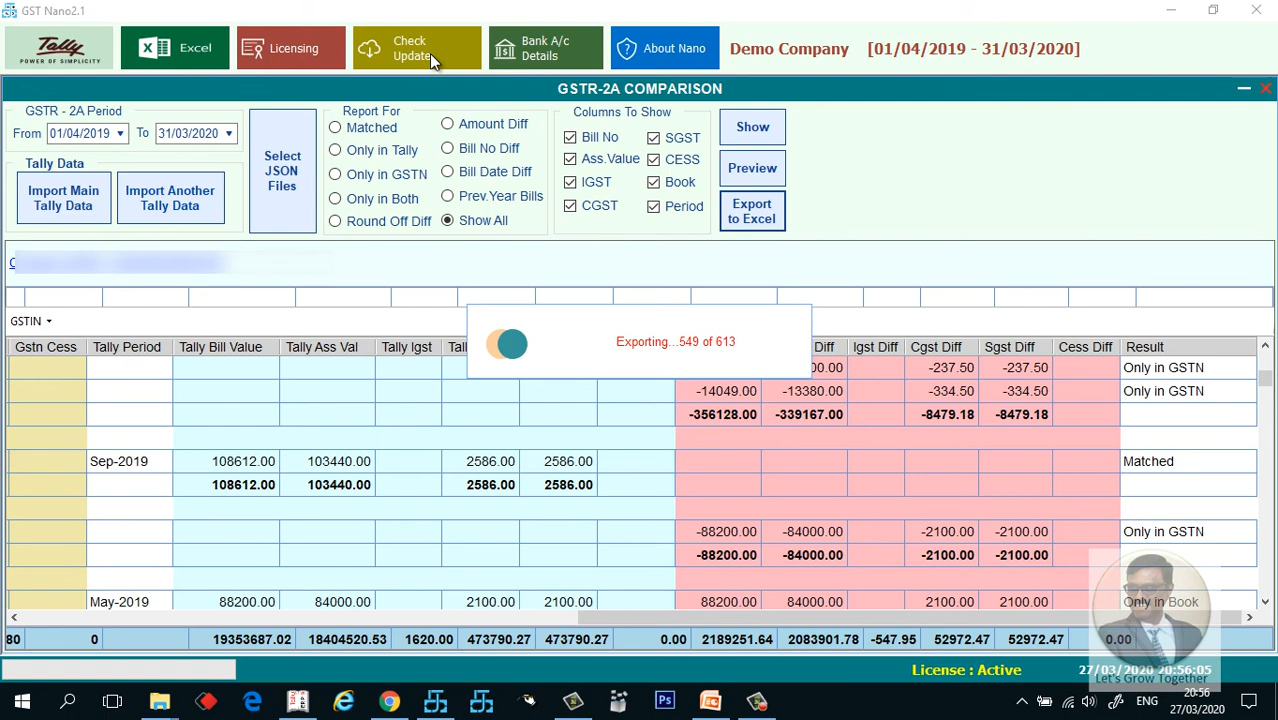 GST Nano2.1
Tally
POWER OF SIMPLICITY
Excel
Licensing
Check
Update
Bank A/c
Details
About Nano
Demo Company [01/04/2019 - 31/03/2020]
GSTR-2A COMPARISON
GSTR - 2A Period
From 01/04/2019 To 31/03/2020
Tally Data
Import Main
Tally Data
Import Another
Tally Data
Select
JSON
Files
Report For
Matched
Only in Tally
Only in GSTN
Only in Both
Round Off Diff
Amount Diff
Bill No Diff
Bill Date Diff
Prev.Year Bills
Show All
Columns To Show
Bill No
Ass.Value
IGST
CGST
SGST
CESS
Book
Period
Show
Preview
Export
to Excel
GSTIN
Exporting...549 of 613
Gstn Cess Tally Period Tally Bill Value Tally Ass Val Tally Igst Diff Igst Diff Cgst Diff Sgst Diff Cess Diff Result
-237.50 -237.50 Only in GSTN
-14049.00 -13380.00 -334.50 -334.50 Only in GSTN
-356128.00 -339167.00 -8479.18 -8479.18
Sep-2019 108612.00 103440.00 2586.00 2586.00 Matched
108612.00 103440.00 2586.00 2586.00
-88200.00 -84000.00 -2100.00 -2100.00 Only in GSTN
-88200.00 -84000.00 -2100.00 -2100.00
May-2019 88200.00 84000.00 2100.00 2100.00 88200.00 84000.00 2100.00 2100.00 Only in Book
80 0 19353687.02 18404520.53 1620.00 473790.27 473790.27 0.00 2189251.64 2083901.78 -547.95 52972.47 52972.47 0.00
License : Active
27/03/2020 20:56:05
Let's Grow Together
Ps
ENG
20:56
27/03/2020